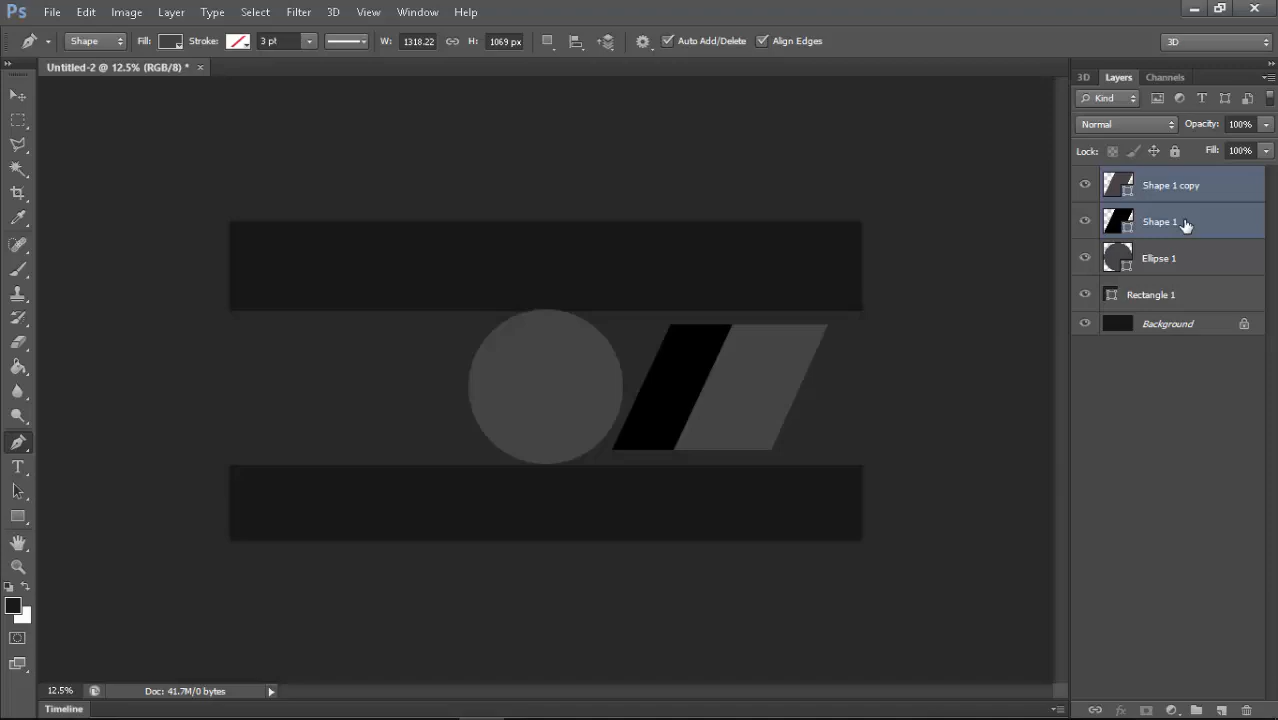 Ps File Edit Image Layer Type Select Filter 3D View Window Help
Shape Fill: Stroke: 3 pt W: 1318.22 H: 1069 px Auto Add/Delete Align Edges 3D
Untitled-2 @ 12.5% (RGB/8) * ×
3D Layers Channels
Kind
Normal Opacity: 100%
Lock: Fill: 100%
Shape 1 copy
Shape 1
Ellipse 1
Rectangle 1
Background
12.5% Doc: 41.7M/0 bytes
Timeline